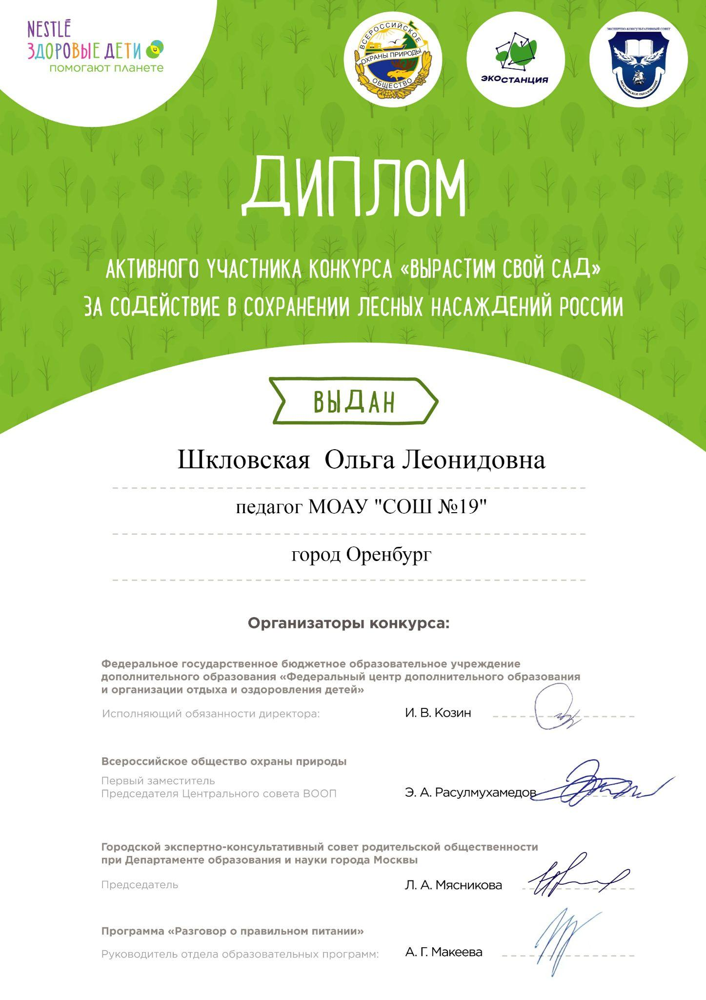 NESTLÉ
ЗДОРОВЫЕ ДЕТИ
ПОМОГАЮТ ПЛАНЕТЕ
ВСЕРОССИЙСКОЕ
ОХРАНЫ ПРИРОДЫ
ОБЩЕСТВО
ЭКОСТАНЦИЯ
ЭКСПЕРТНО-КОНСУЛЬТАТИВНЫЙ СОВЕТ
МОСКОВСКОЕ ОБРАЗОВАНИЕ
ДИПЛОМ
АКТИВНОГО УЧАСТНИКА КОНКУРСА «ВЫРАСТИМ СВОЙ САД»
ЗА СОДЕЙСТВИЕ В СОХРАНЕНИИ ЛЕСНЫХ НАСАЖДЕНИЙ РОССИИ
ВЫДАН
Шкловская Ольга Леонидовна
педагог МОАУ "СОШ №19"
город Оренбург
Организаторы конкурса:
Федеральное государственное бюджетное образовательное учреждение
дополнительного образования «Федеральный центр дополнительного образования
и организации отдыха и оздоровления детей»
Исполняющий обязанности директора: И. В. Козин
Всероссийское общество охраны природы
Первый заместитель
Председателя Центрального совета ВООП Э. А. Расулмухамедов
Городской экспертно-консультативный совет родительской общественности
при Департаменте образования и науки города Москвы
Председатель Л. А. Мясникова
Программа «Разговор о правильном питании»
Руководитель отдела образовательных программ: А. Г. Макеева